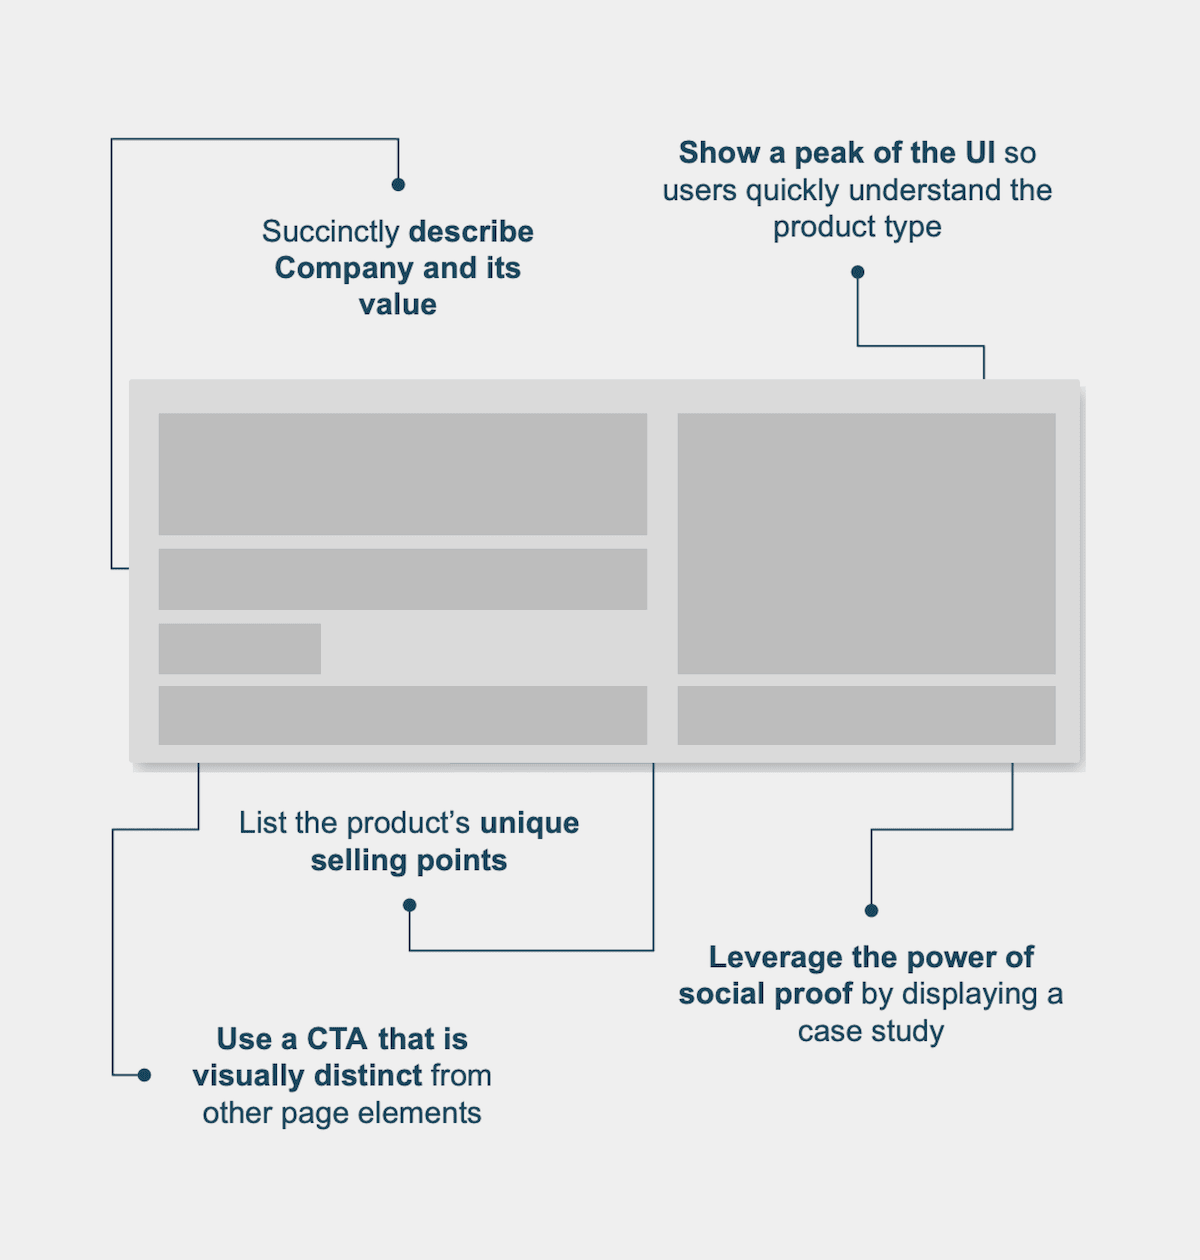 Show a peak of the UI so
users quickly understand the
product type
Succinctly describe
Company and its
value
List the product’s unique
selling points
Leverage the power of
social proof by displaying a
case study
Use a CTA that is
visually distinct from
other page elements